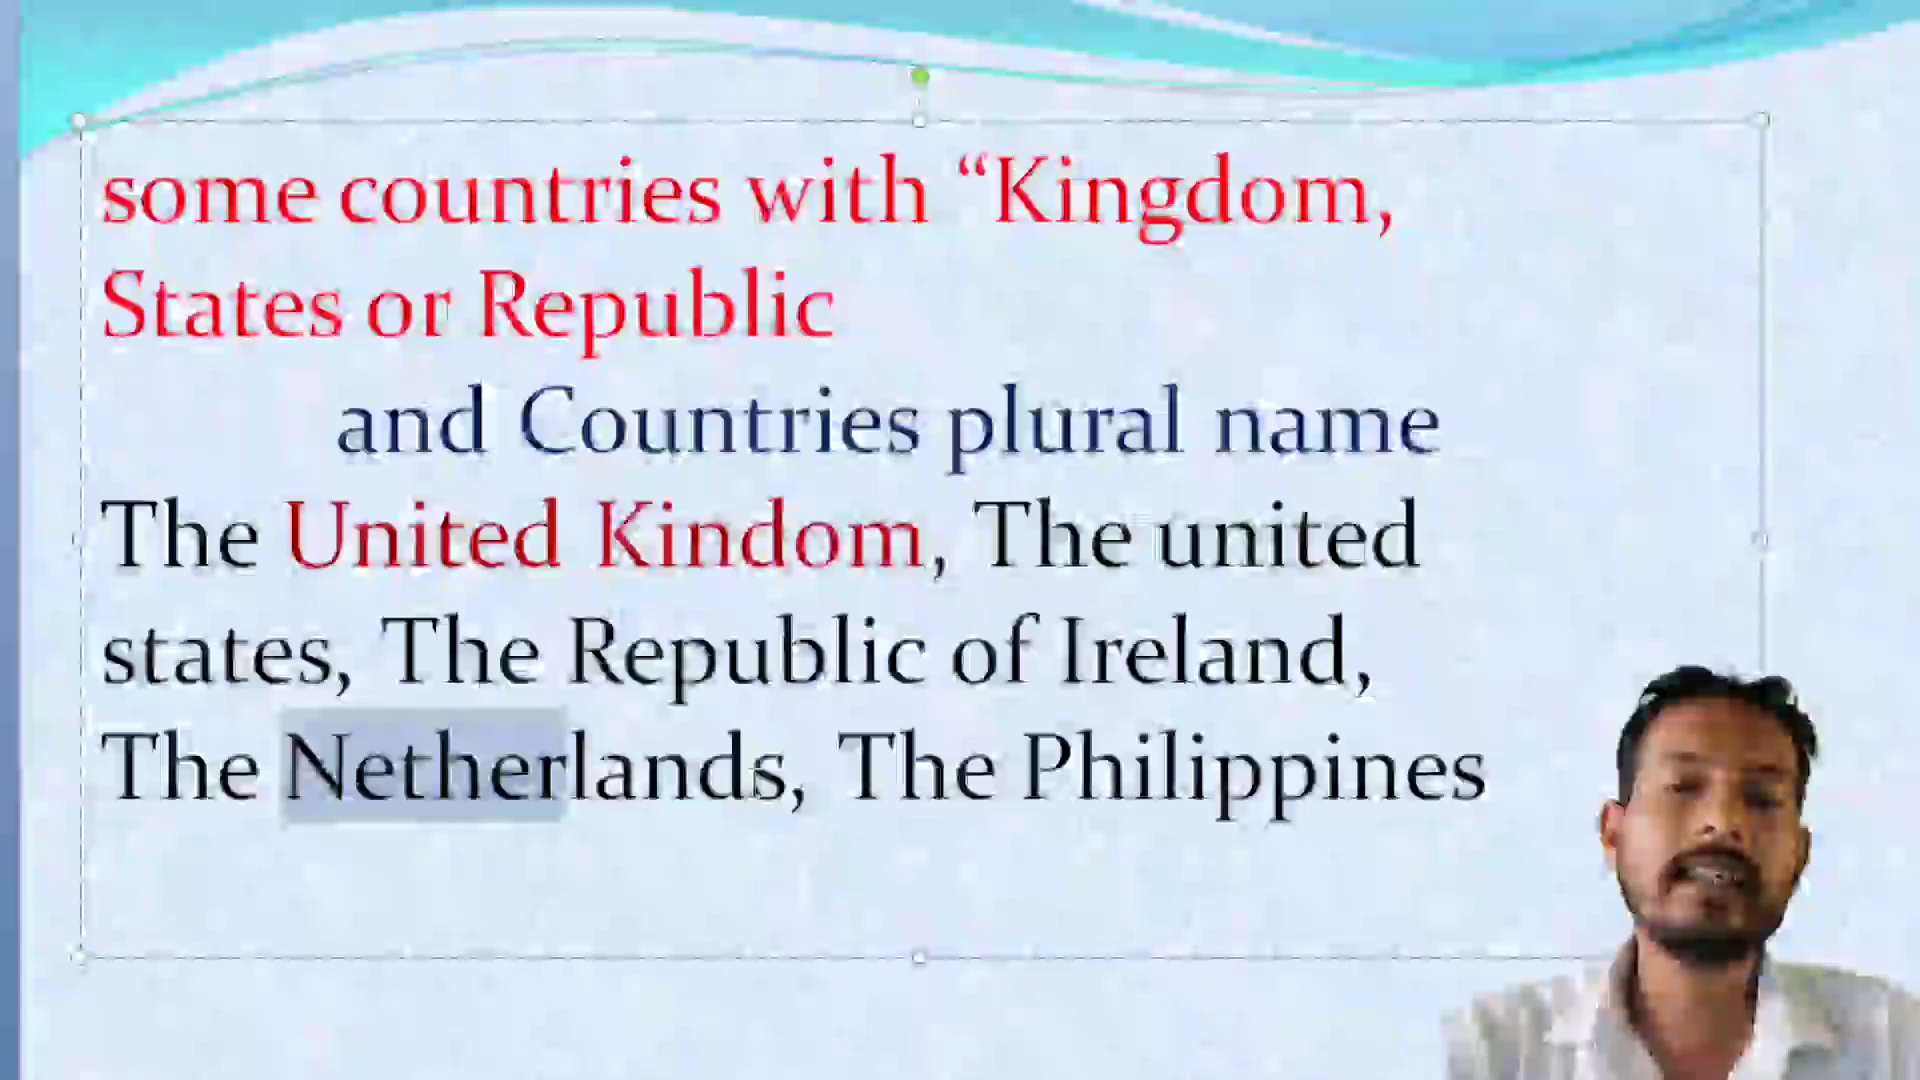 some countries with “Kingdom,
States or Republic
and Countries plural name
The United Kindom, The united
states, The Republic of Ireland,
The Netherlands, The Philippines